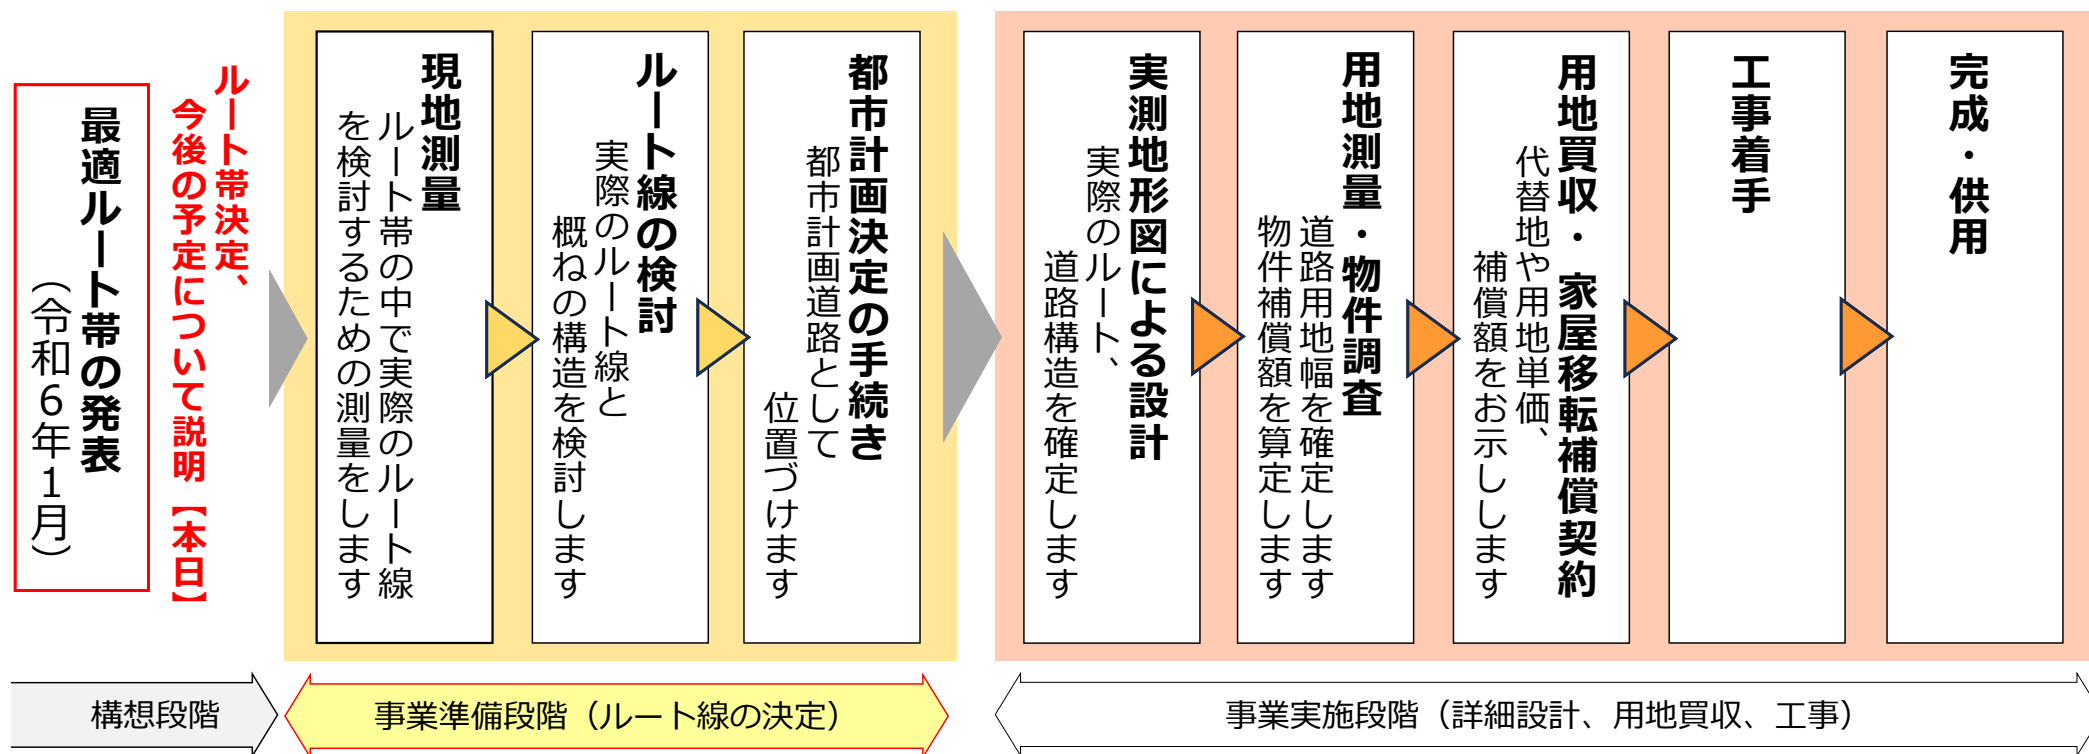 最適ルート帯の発表
（令和６年１月）
ルート帯決定、
今後の予定について説明【本日】
現地測量
ルート帯の中で実際のルート線
を検討するための測量をします
ルート線の検討
実際のルート線と
概ねの構造を検討します
都市計画決定の手続き
都市計画道路として
位置づけます
実測地形図による設計
実際のルート、
道路構造を確定します
用地測量・物件調査
道路用地幅を確定します
物件補償額を算定します
用地買収・家屋移転補償契約
代替地や用地単価、
補償額をお示しします
工事着手
完成・供用
構想段階
事業準備段階（ルート線の決定）
事業実施段階（詳細設計、用地買収、工事）